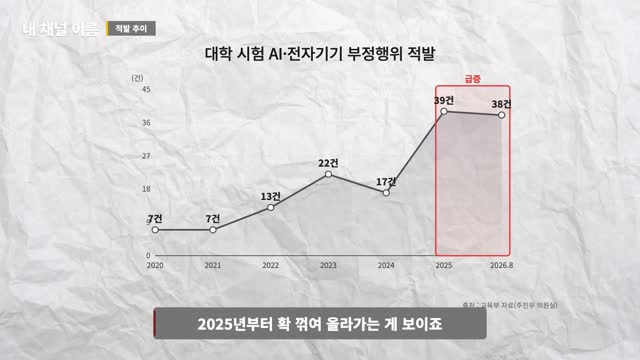 내 채널 이름
적발 추이
대학 시험 AI·전자기기 부정행위 적발
(건)
급증
45
36
27
18
9
0
7건
7건
13건
22건
17건
39건
38건
2020
2021
2022
2023
2024
2025
2026.8
출처 : 교육부 자료(주진우 의원실)
2025년부터 확 꺾여 올라가는 게 보이죠